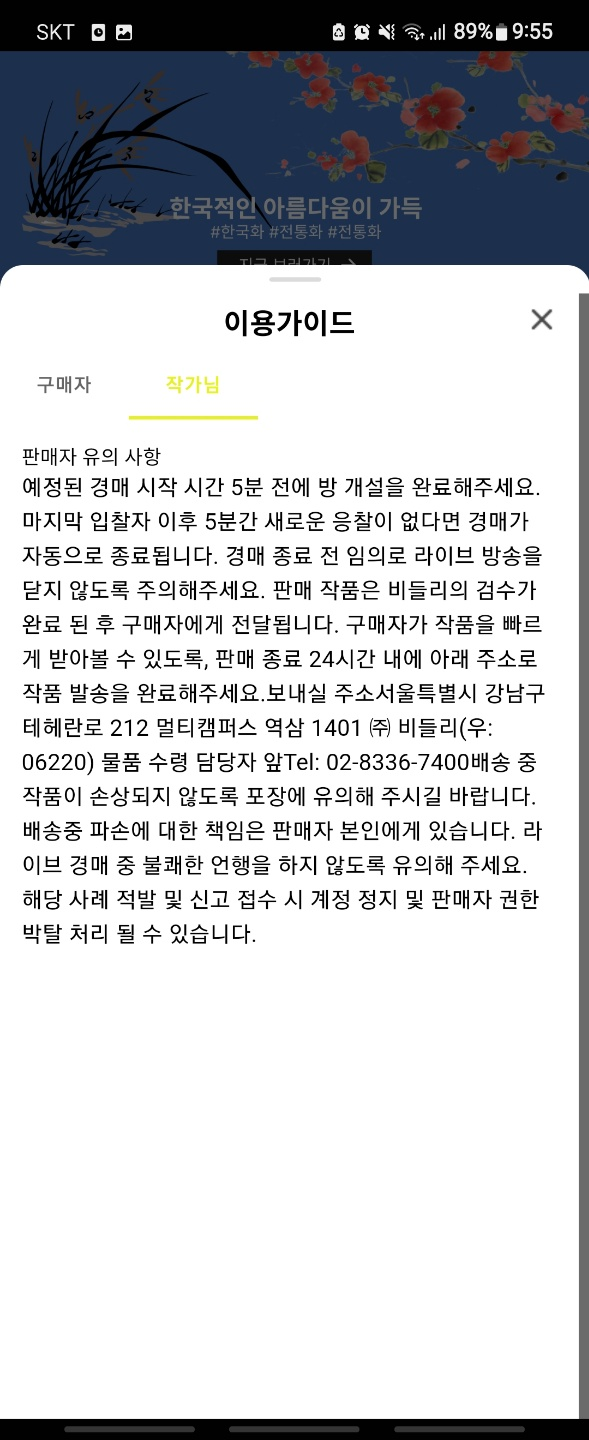 SKT 89% 9:55
한국적인 아름다움이 가득
#한국화 #전통화 #전통화
지금 보러가기 →
이용가이드
구매자 작가님
판매자 유의 사항
예정된 경매 시작 시간 5분 전에 방 개설을 완료해주세요.
마지막 입찰자 이후 5분간 새로운 응찰이 없다면 경매가
자동으로 종료됩니다. 경매 종료 전 임의로 라이브 방송을
닫지 않도록 주의해주세요. 판매 작품은 비들리의 검수가
완료 된 후 구매자에게 전달됩니다. 구매자가 작품을 빠르
게 받아볼 수 있도록, 판매 종료 24시간 내에 아래 주소로
작품 발송을 완료해주세요.보내실 주소서울특별시 강남구
테헤란로 212 멀티캠퍼스 역삼 1401 ㈜ 비들리(우:
06220) 물품 수령 담당자 앞Tel: 02-8336-7400배송 중
작품이 손상되지 않도록 포장에 유의해 주시길 바랍니다.
배송중 파손에 대한 책임은 판매자 본인에게 있습니다. 라
이브 경매 중 불쾌한 언행을 하지 않도록 유의해 주세요.
해당 사례 적발 및 신고 접수 시 계정 정지 및 판매자 권한
박탈 처리 될 수 있습니다.